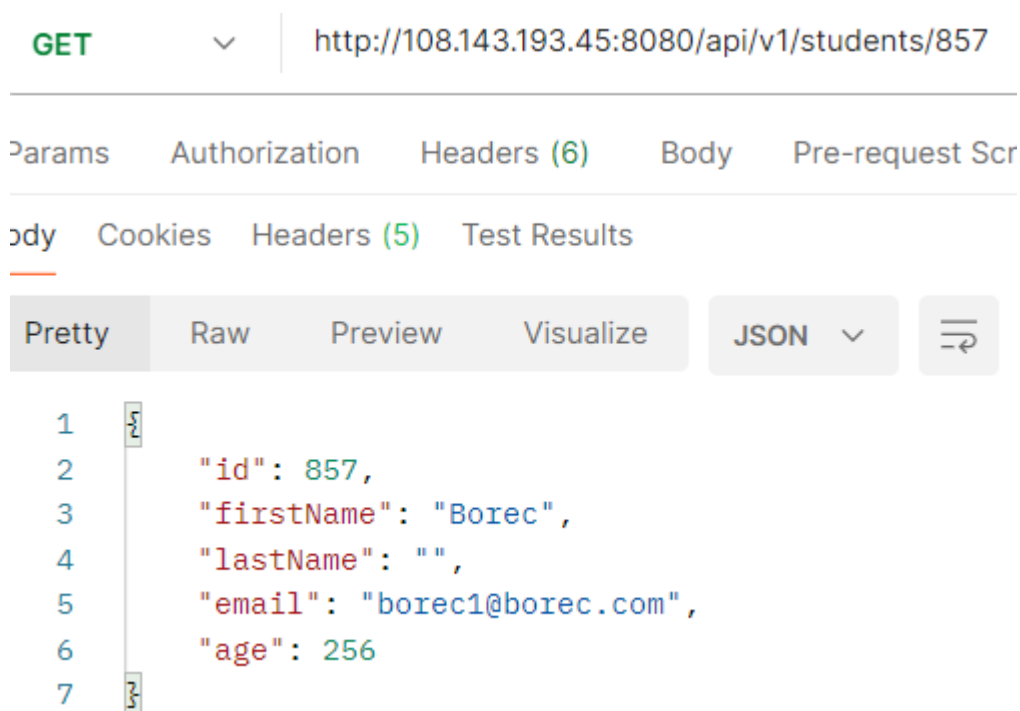 GET http://108.143.193.45:8080/api/v1/students/857
Params Authorization Headers (6) Body Pre-request Scr
ody Cookies Headers (5) Test Results
Pretty Raw Preview Visualize JSON
1 {
2 "id": 857,
3 "firstName": "Borec",
4 "lastName": "",
5 "email": "borec1@borec.com",
6 "age": 256
7 }